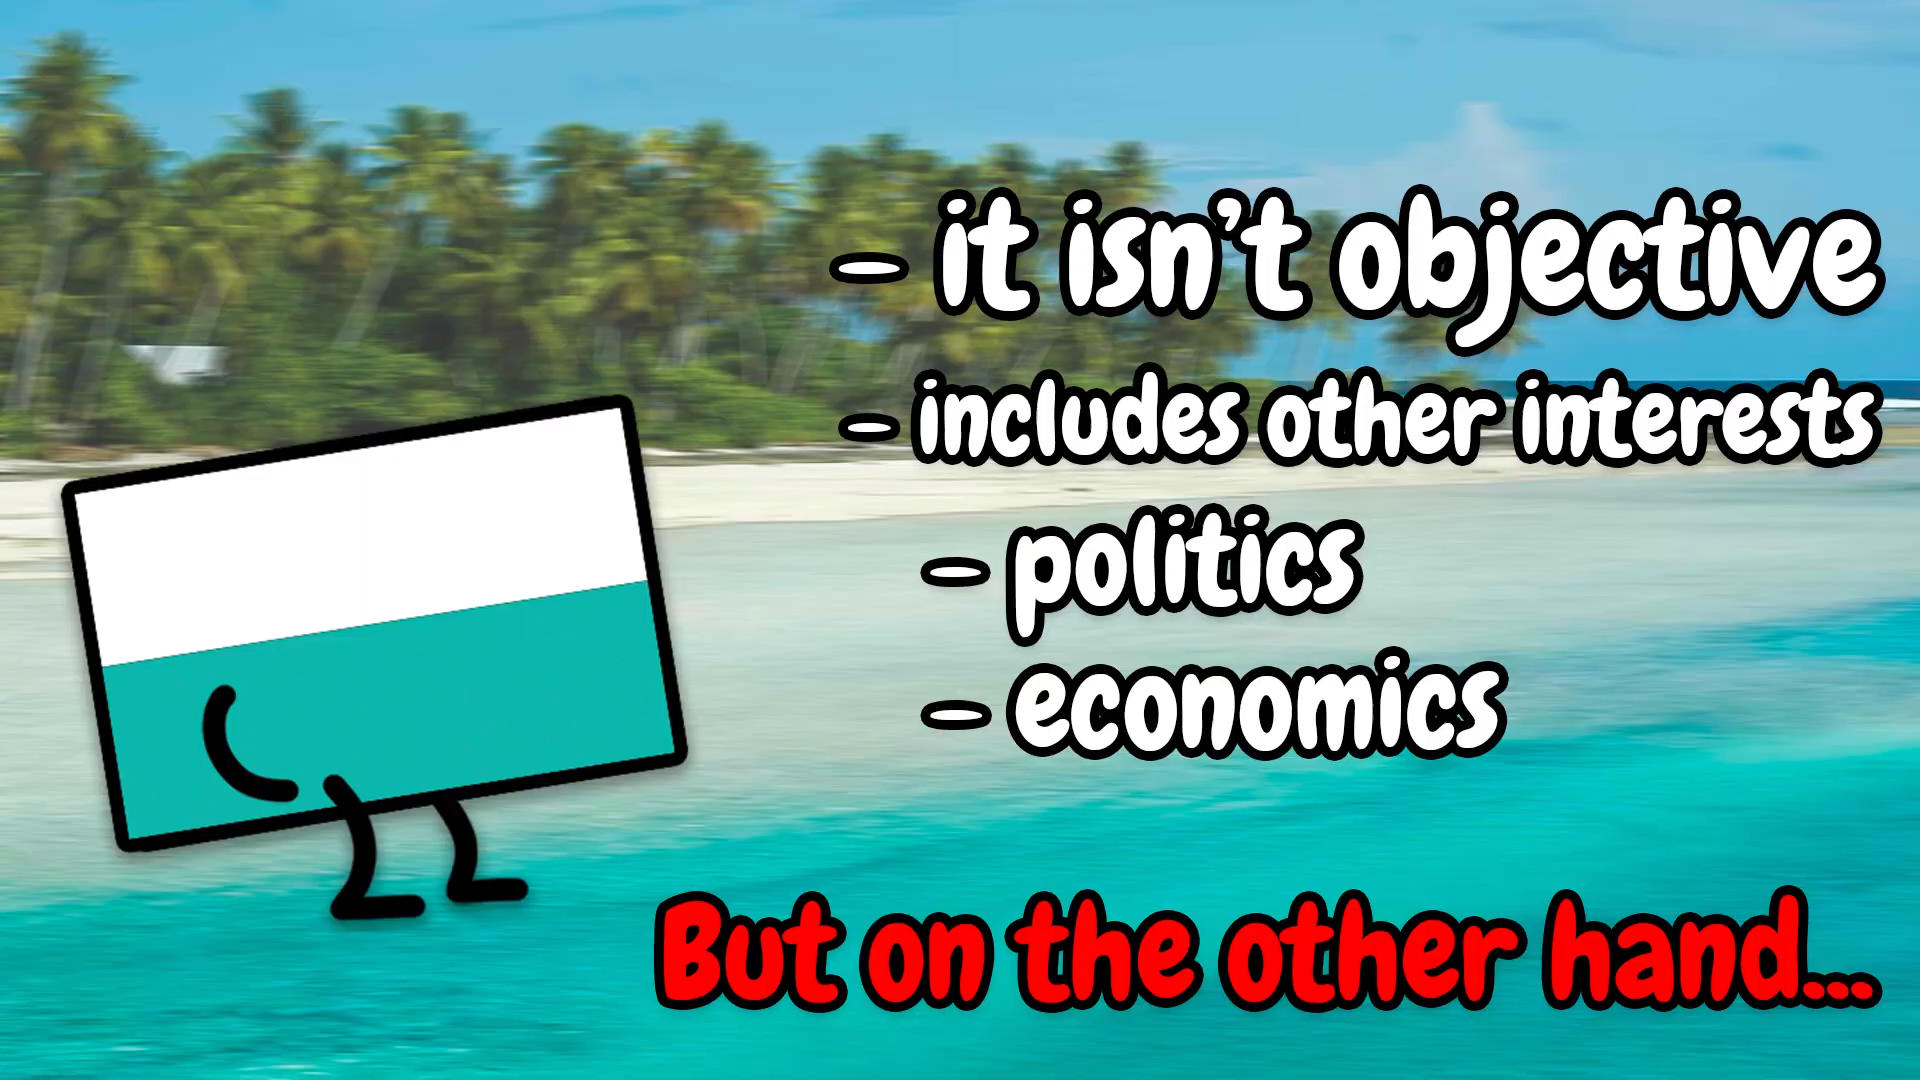 - it isn't objective
- includes other interests
- politics
- economics
But on the other hand...